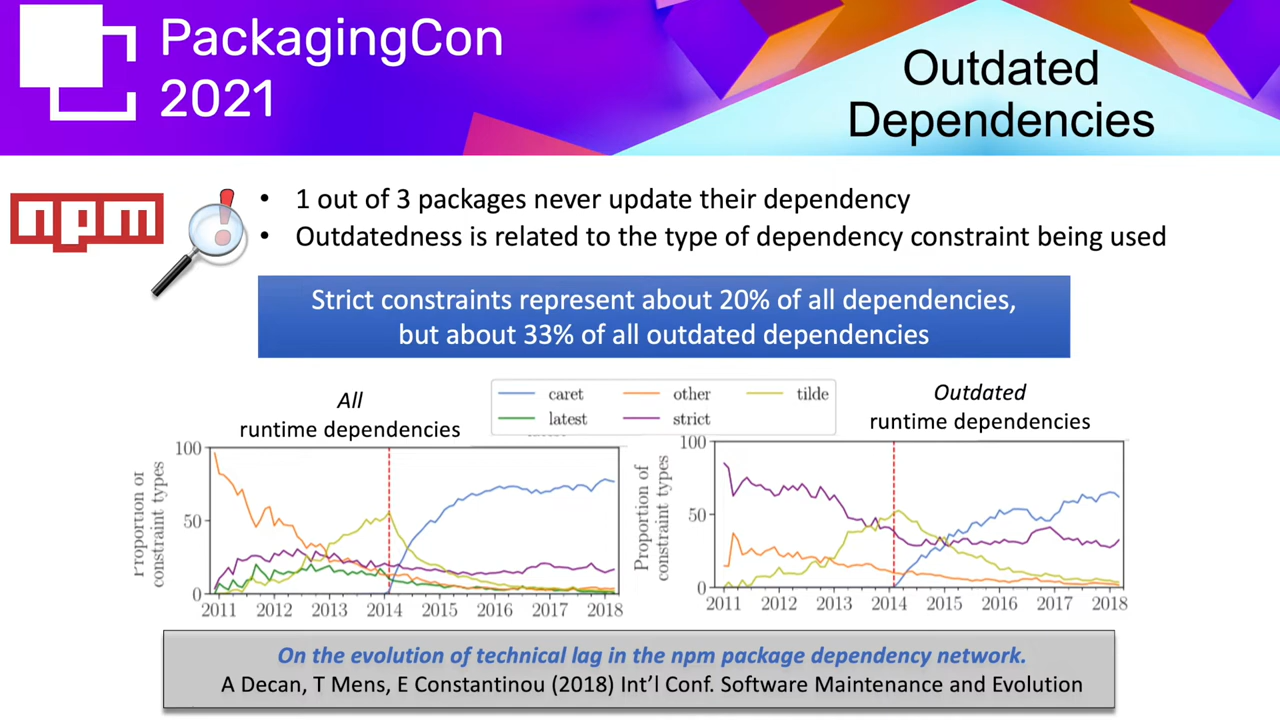 PackagingCon
2021
Outdated
Dependencies
npm
• 1 out of 3 packages never update their dependency
• Outdatedness is related to the type of dependency constraint being used
Strict constraints represent about 20% of all dependencies,
but about 33% of all outdated dependencies
All
runtime dependencies
caret other tilde
latest strict
Outdated
runtime dependencies
Proportion of
constraint types
100
50
0
2011 2012 2013 2014 2015 2016 2017 2018
Proportion of
constraint types
100
50
0
2011 2012 2013 2014 2015 2016 2017 2018
On the evolution of technical lag in the npm package dependency network.
A Decan, T Mens, E Constantinou (2018) Int'l Conf. Software Maintenance and Evolution